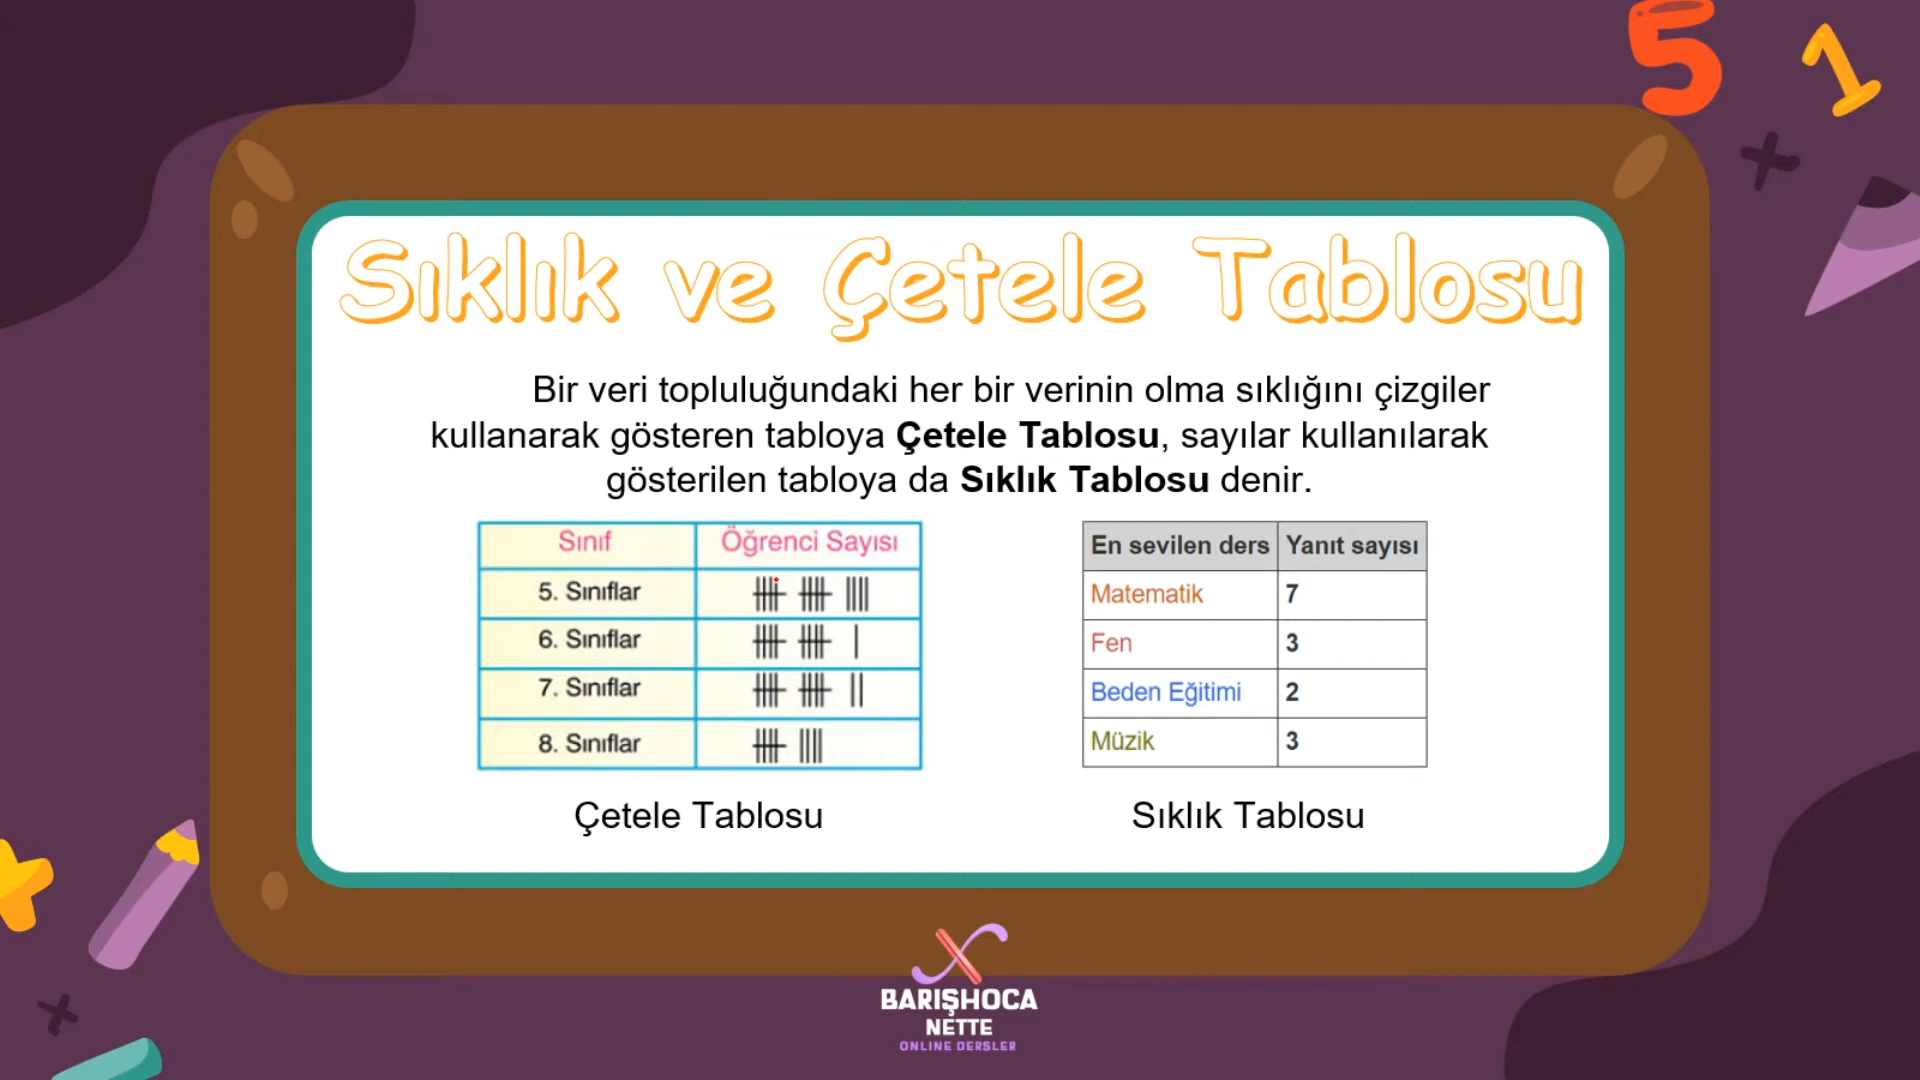 5 1
Sıklık ve Çetele Tablosu
Bir veri topluluğundaki her bir verinin olma sıklığını çizgiler
kullanarak gösteren tabloya Çetele Tablosu, sayılar kullanılarak
gösterilen tabloya da Sıklık Tablosu denir.
Sınıf Öğrenci Sayısı
5. Sınıflar
6. Sınıflar
7. Sınıflar
8. Sınıflar
Çetele Tablosu
En sevilen ders Yanıt sayısı
Matematik 7
Fen 3
Beden Eğitimi 2
Müzik 3
Sıklık Tablosu
BARIŞHOCA
NETTE
ONLINE DERSLER